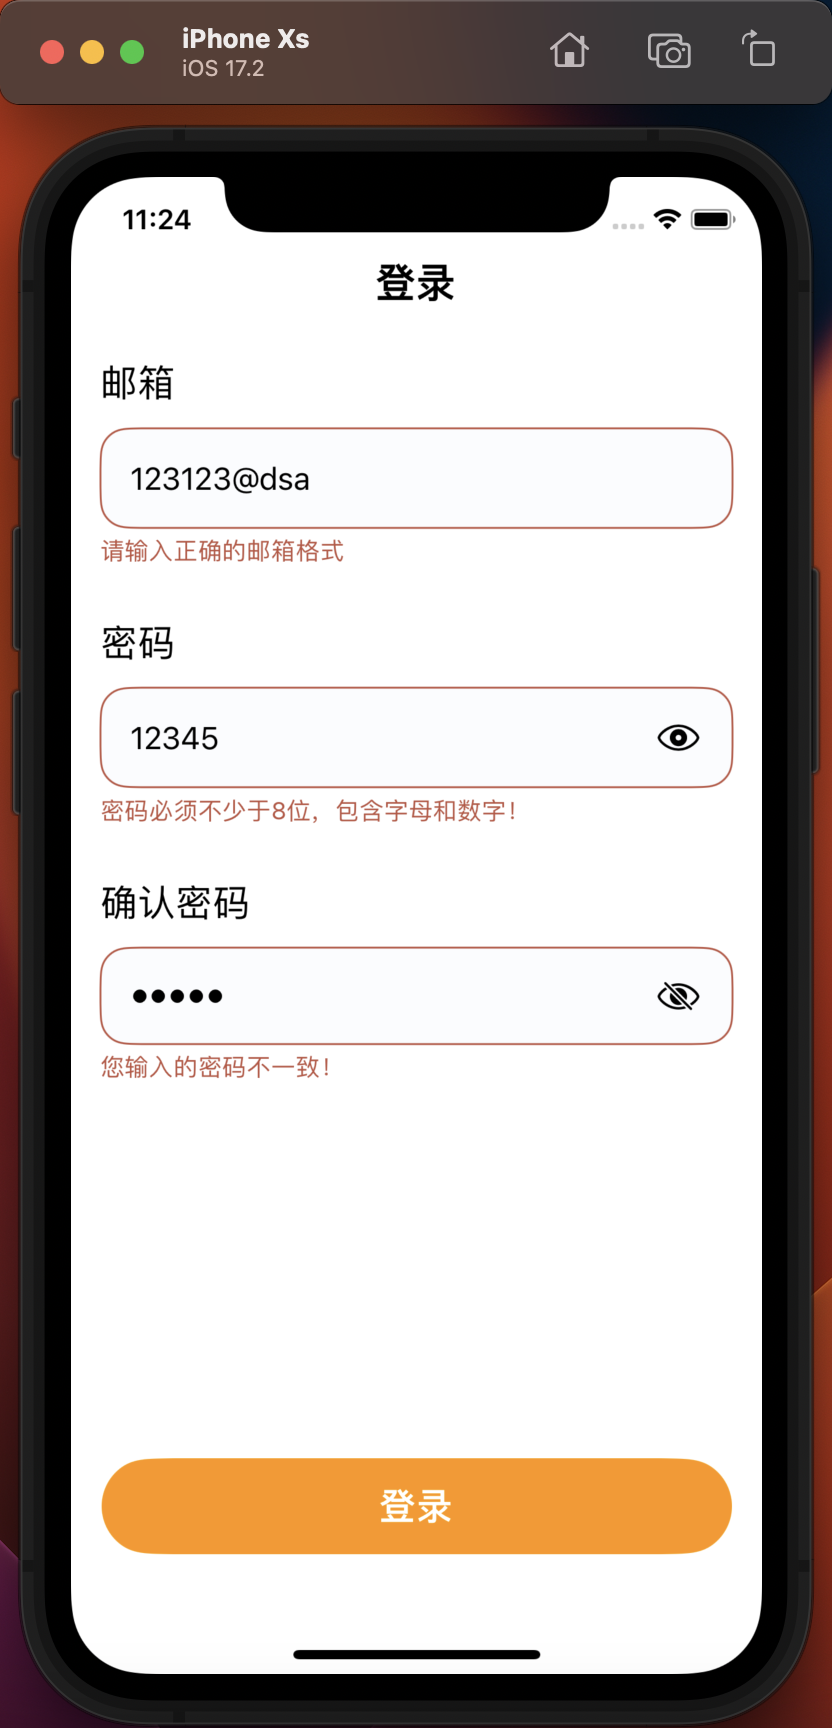 iPhone Xs
iOS 17.2
11:24
登录
邮箱
123123@dsa
请输入正确的邮箱格式
密码
12345
密码必须不少于8位，包含字母和数字！
确认密码
•••••
您输入的密码不一致！
登录